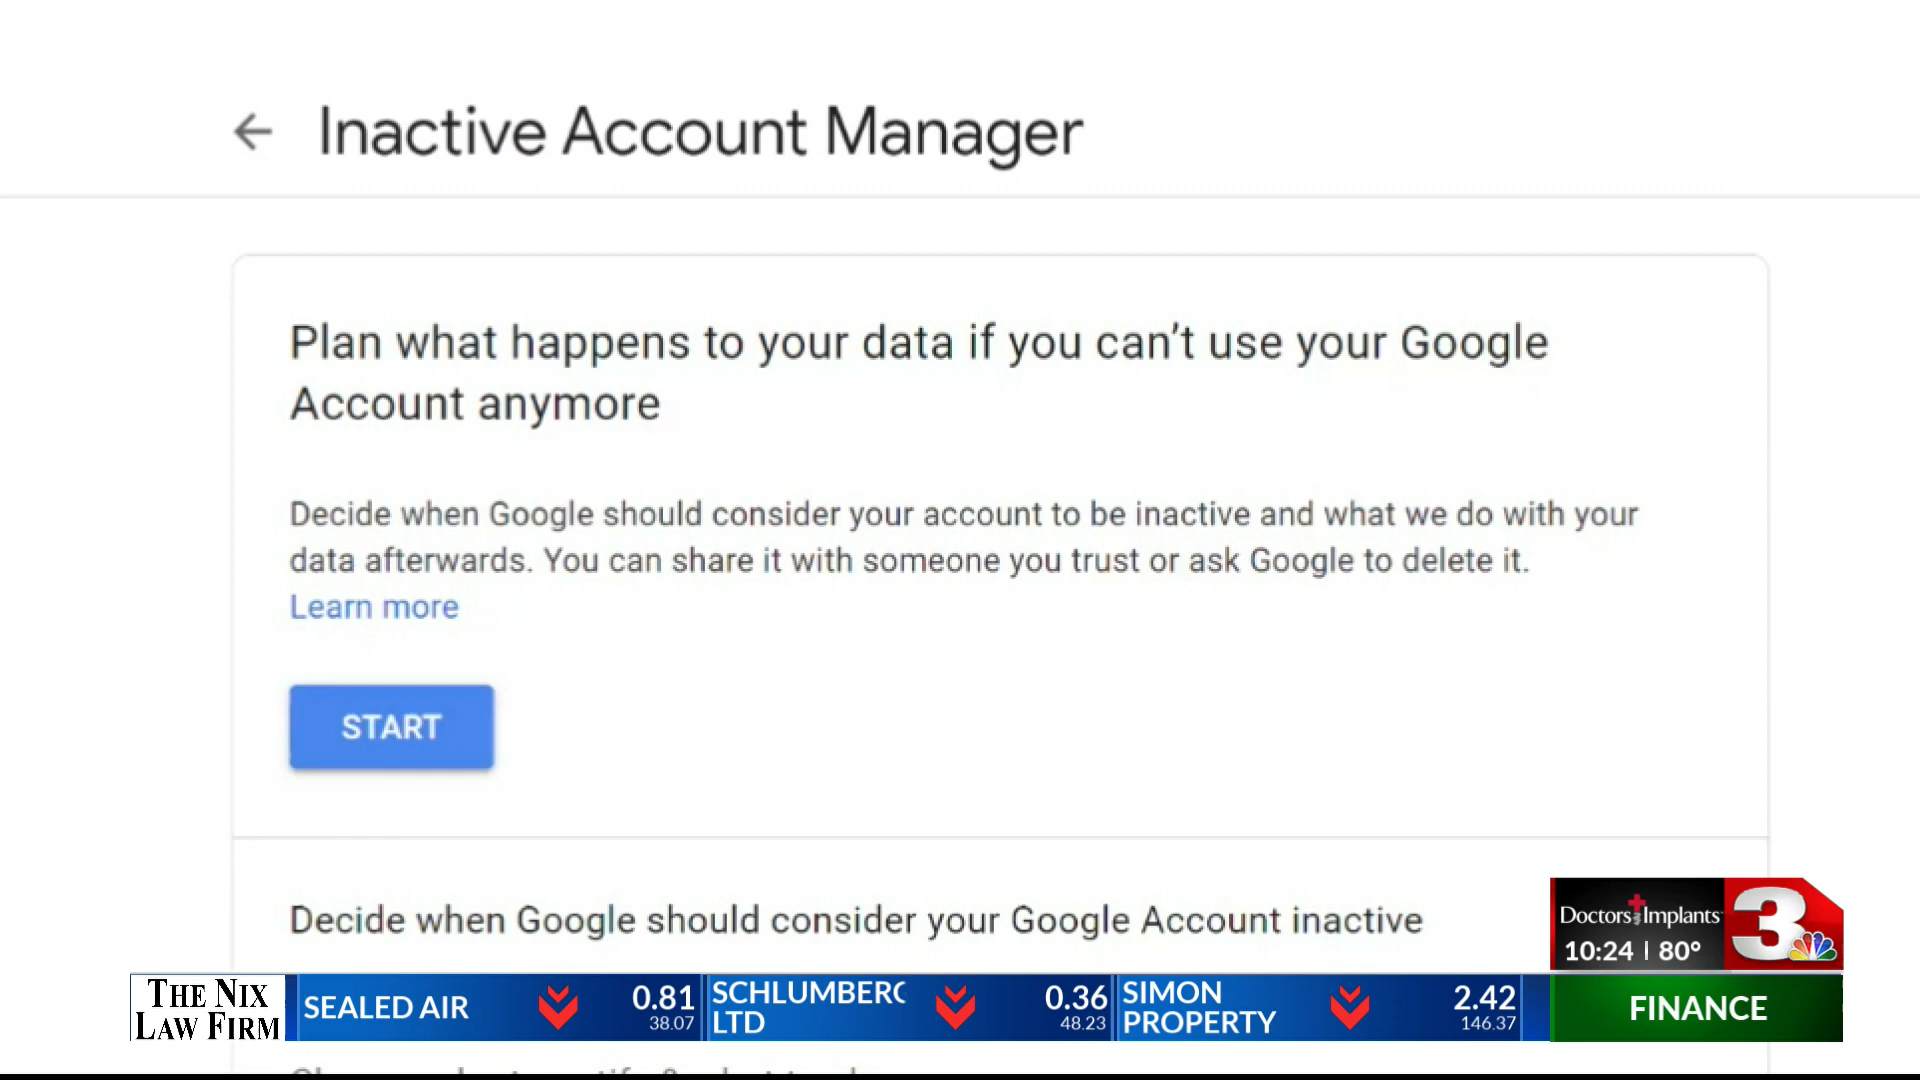 Inactive Account Manager
Plan what happens to your data if you can't use your Google
Account anymore
Decide when Google should consider your account to be inactive and what we do with your
data afterwards. You can share it with someone you trust or ask Google to delete it.
Learn more
START
Decide when Google should consider your Google Account inactive
Doctors Implants
3
10:24 | 80°
THE NIX
LAW FIRM
SEALED AIR
0.81
38.07
SCHLUMBERG
LTD
0.36
48.23
SIMON
PROPERTY
2.42
146.37
FINANCE